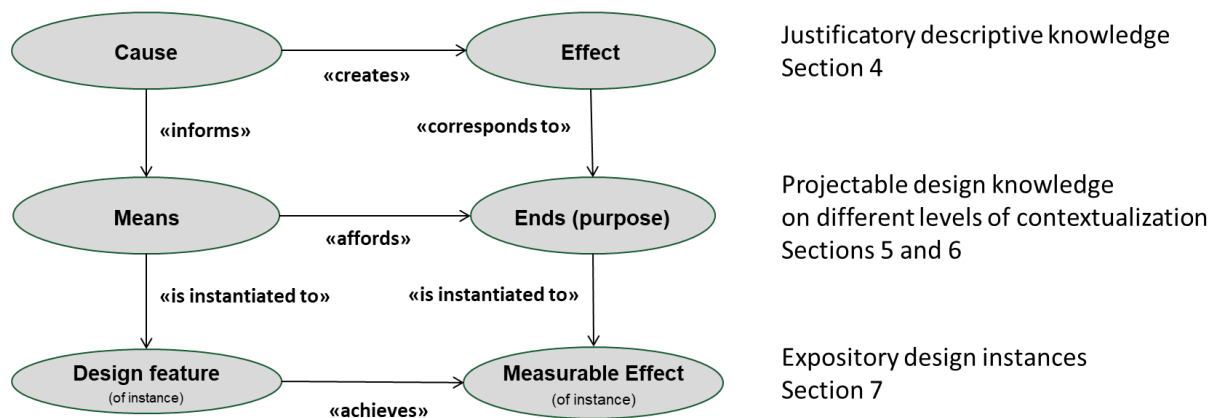 Cause
«creates»
Effect
Justificatory descriptive knowledge
Section 4
«informs»
«corresponds to»
Means
«affords»
Ends (purpose)
Projectable design knowledge
on different levels of contextualization
Sections 5 and 6
«is instantiated to»
«is instantiated to»
Design feature
(of instance)
«achieves»
Measurable Effect
(of instance)
Expository design instances
Section 7